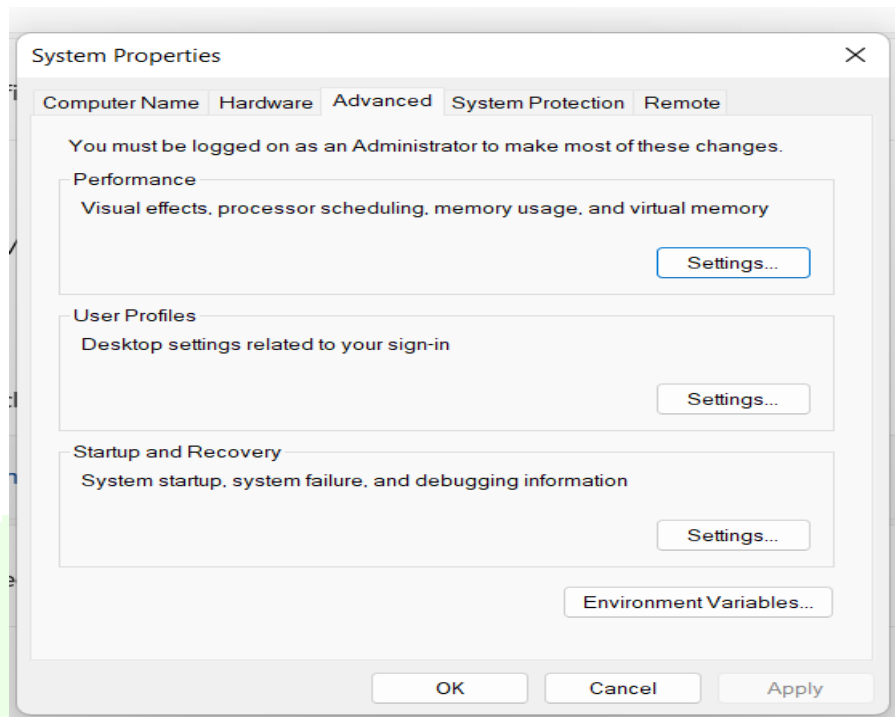 System Properties
Computer Name Hardware Advanced System Protection Remote
You must be logged on as an Administrator to make most of these changes.
Performance
Visual effects, processor scheduling, memory usage, and virtual memory
Settings...
User Profiles
Desktop settings related to your sign-in
Settings...
Startup and Recovery
System startup, system failure, and debugging information
Settings...
Environment Variables...
OK Cancel Apply